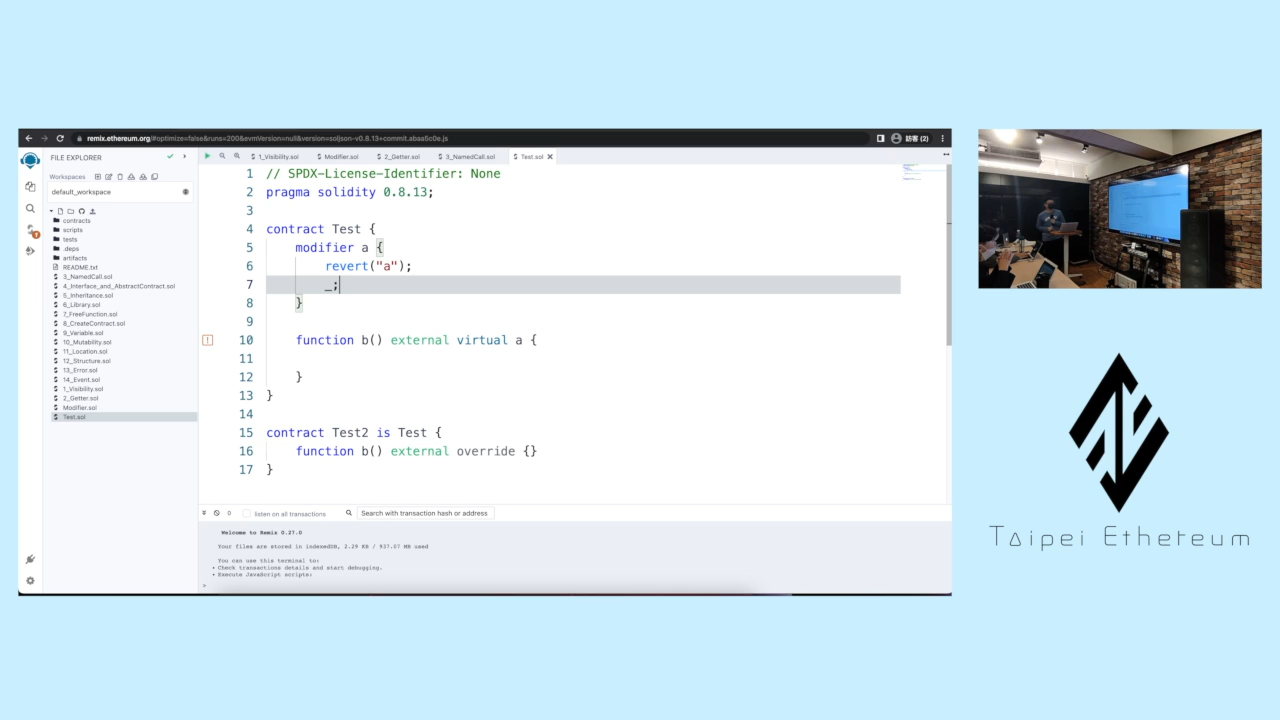 remix.ethereum.org/#optimize=false&runs=200&evmVersion=null&version=soljson-v0.8.13+commit.abaa5c0e.js
訪客 (2)
FILE EXPLORER
Workspaces
default_workspace
contracts
scripts
tests
.deps
artifacts
README.txt
3_NamedCall.sol
4_Interface_and_AbstractContract.sol
5_Inheritance.sol
6_Library.sol
7_FreeFunction.sol
8_CreateContract.sol
9_Variable.sol
10_Mutability.sol
11_Location.sol
12_Structure.sol
13_Error.sol
14_Event.sol
1_Visibility.sol
2_Getter.sol
Modifier.sol
Test.sol
1_Visibility.sol
Modifier.sol
2_Getter.sol
3_NamedCall.sol
Test.sol
1 // SPDX-License-Identifier: None
2 pragma solidity 0.8.13;
3
4 contract Test {
5 modifier a {
6 revert("a");
7 _;
8 }
9
10 function b() external virtual a {
11
12 }
13 }
14
15 contract Test2 is Test {
16 function b() external override {}
17 }
0
listen on all transactions
Search with transaction hash or address
Welcome to Remix 0.27.0
Your files are stored in indexedDB, 2.29 KB / 937.07 MB used
You can use this terminal to:
• Check transactions details and start debugging.
• Execute JavaScript scripts:
>
Taipei Ethereum